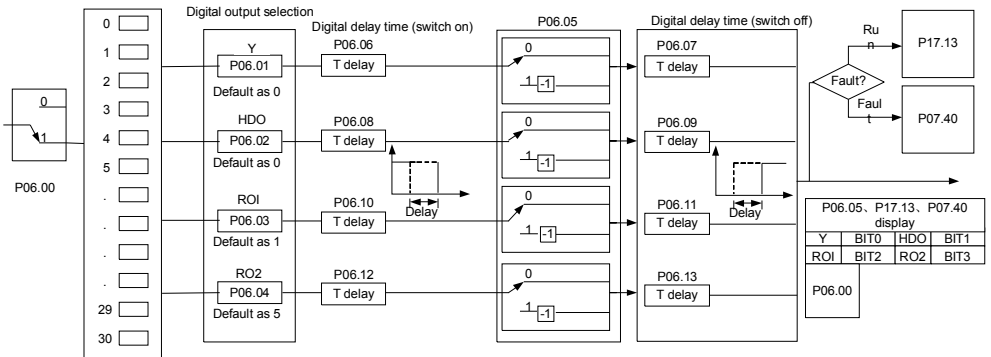 Digital output selection
Digital delay time (switch on)
P06.05
Digital delay time (switch off)
0
1
2
3
4
5
.
.
.
.
29
30
0
1
P06.00
Y
P06.01
Default as 0
HDO
P06.02
Default as 0
ROI
P06.03
Default as 1
RO2
P06.04
Default as 5
P06.06
T delay
P06.08
T delay
Delay
P06.10
T delay
P06.12
T delay
0
1
-1
0
1
-1
0
1
-1
0
1
-1
P06.07
T delay
P06.09
T delay
Delay
P06.11
T delay
P06.13
T delay
Ru
n
Fault?
Faul
t
P17.13
P07.40
P06.05、P17.13、P07.40
display
Y BIT0 HDO BIT1
ROI BIT2 RO2 BIT3
P06.00